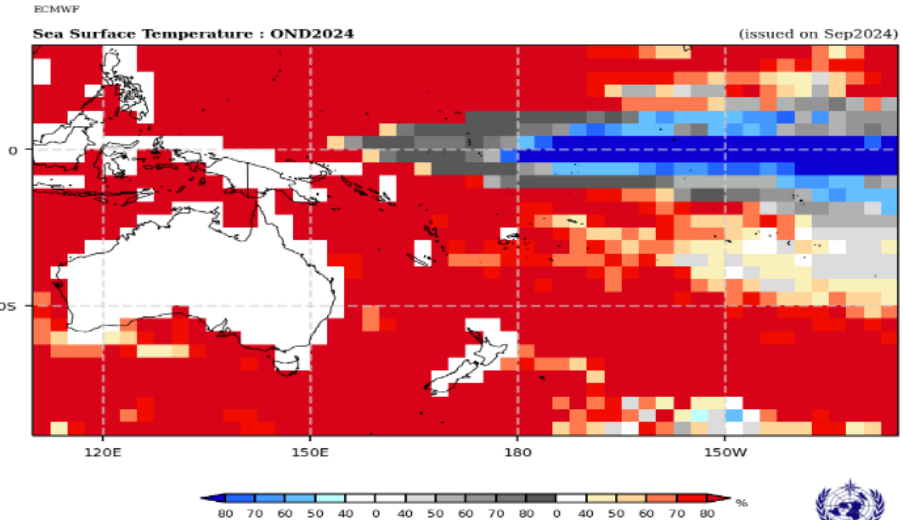 ECMWF
Sea Surface Temperature : OND2024 (issued on Sep2024)
0
0S
120E 150E 180 150W
80 70 60 50 40 0 40 50 60 70 80 0 40 50 60 70 80 %